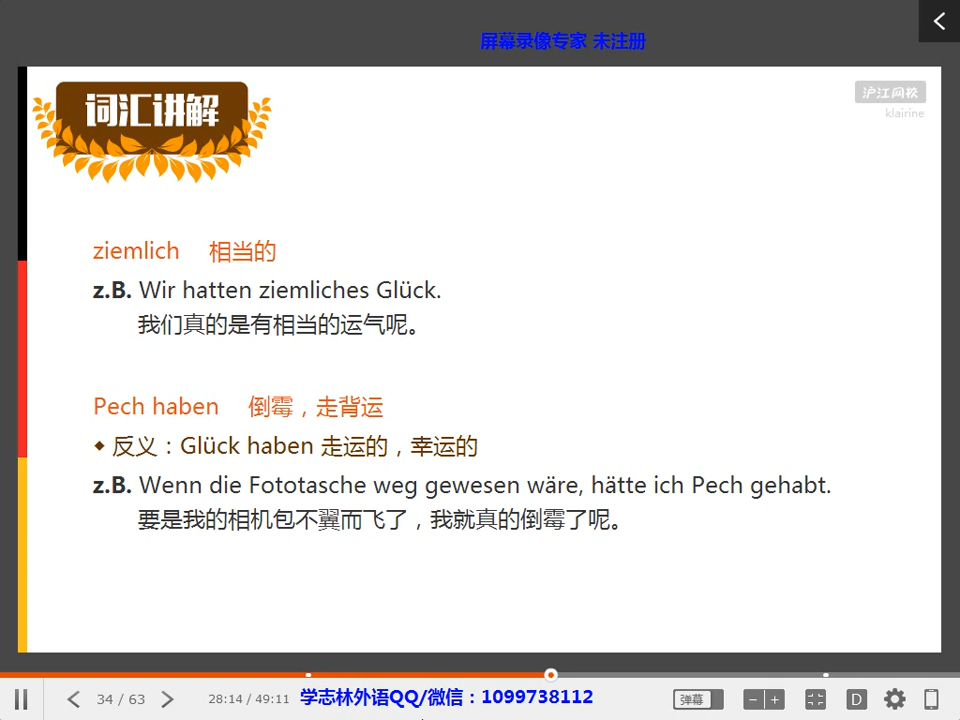 屏幕录像专家 未注册
词汇讲解
沪江网校
klairine
ziemlich 相当的
z.B. Wir hatten ziemliches Glück.
我们真的是有相当的运气呢。
Pech haben 倒霉，走背运
◆ 反义：Glück haben 走运的，幸运的
z.B. Wenn die Fototasche weg gewesen wäre, hätte ich Pech gehabt.
要是我的相机包不翼而飞了，我就真的倒霉了呢。
34 / 63
28:14 / 49:11
学志林外语QQ/微信：1099738112
弹幕
D